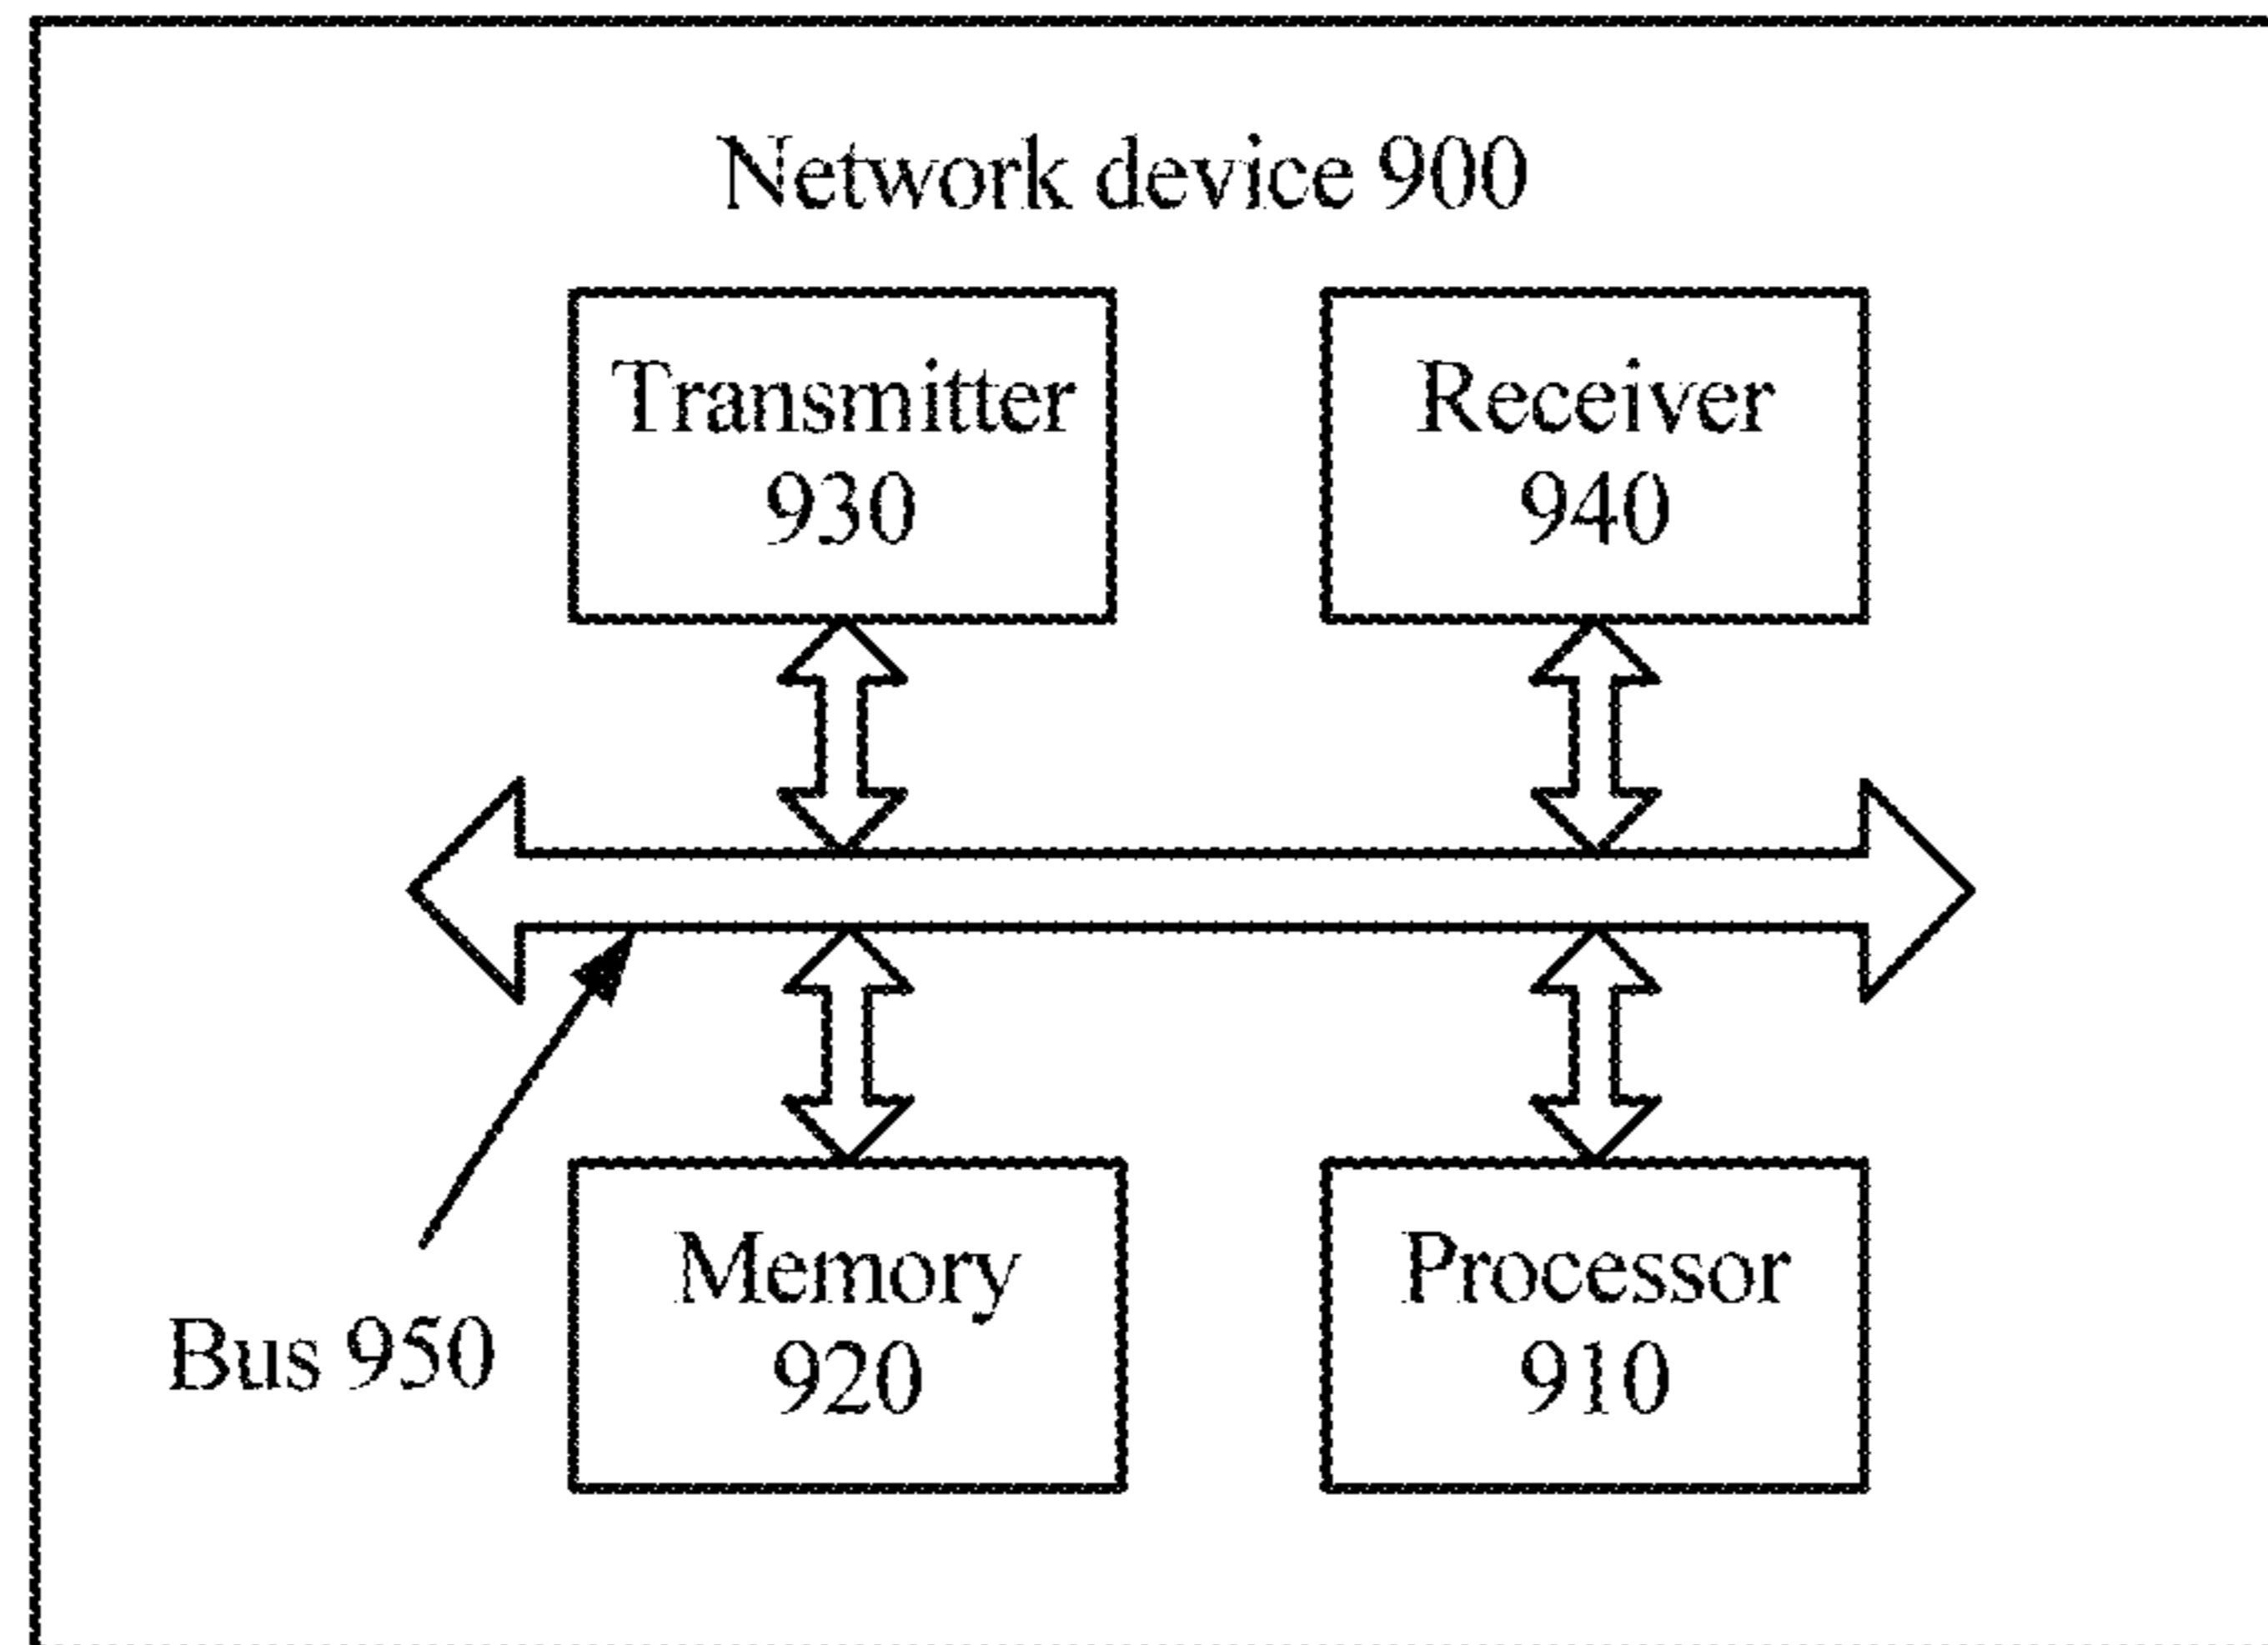 Network device 900
Transmitter
930
Receiver
940
Bus 950
Memory
920
Processor
910